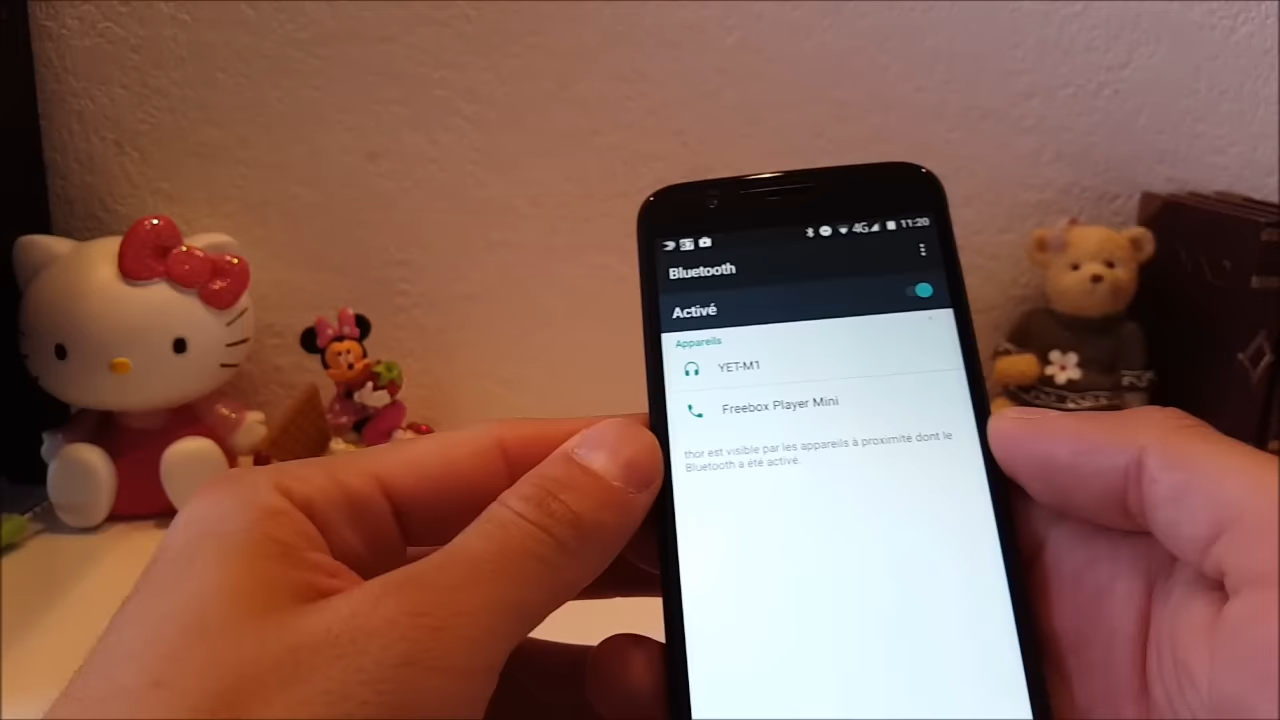 4G 11:20
Bluetooth
Activé
Appareils
YET-M1
Freebox Player Mini
thor est visible par les appareils à proximité dont le
Bluetooth a été activé.